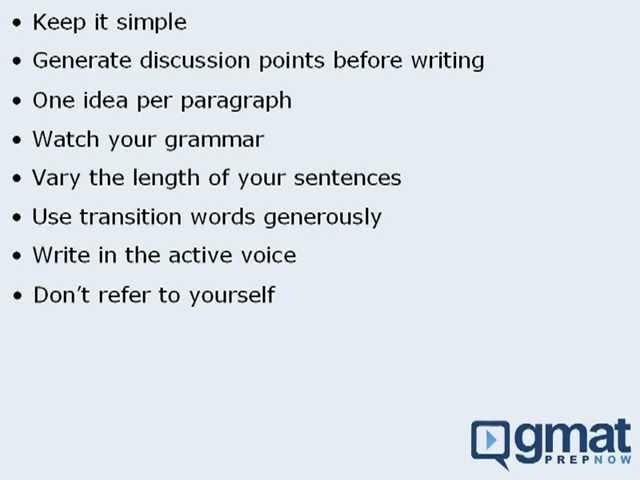 • Keep it simple
• Generate discussion points before writing
• One idea per paragraph
• Watch your grammar
• Vary the length of your sentences
• Use transition words generously
• Write in the active voice
• Don't refer to yourself
gmat
PREPNOW